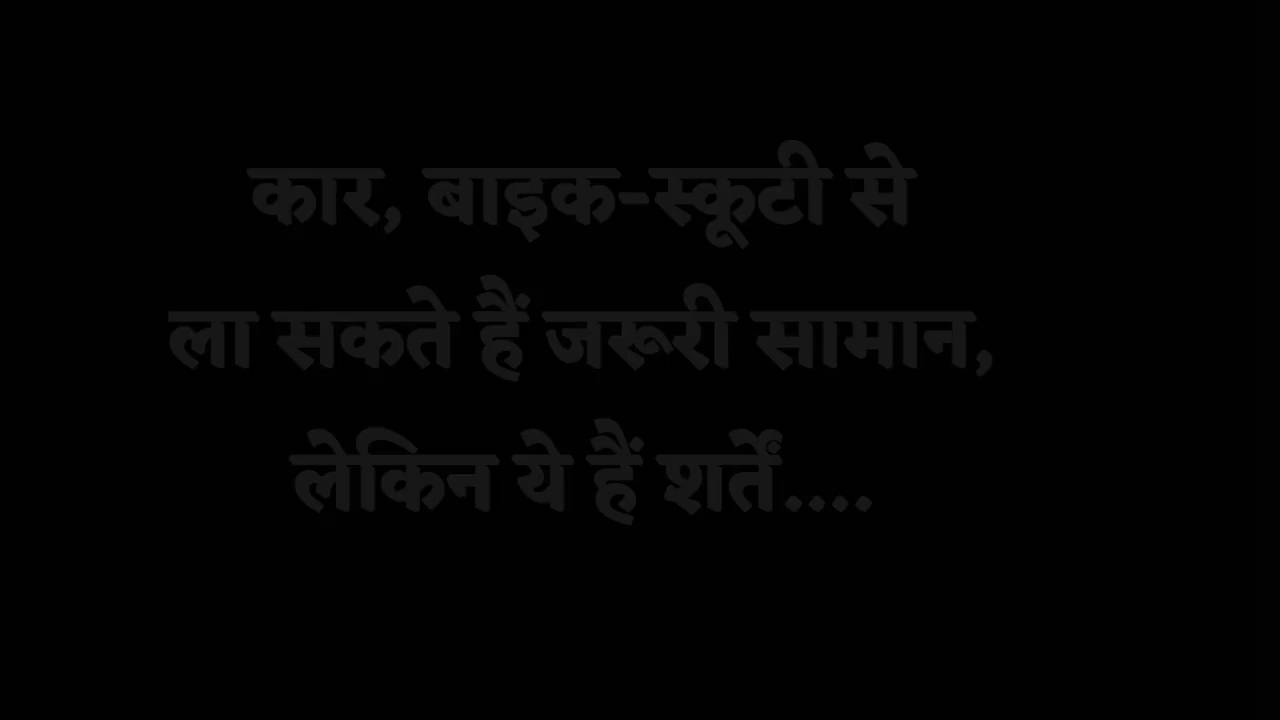 कार, बाइक-स्कूटी से
ला सकते हैं जरूरी सामान,
लेकिन ये हैं शर्तें....